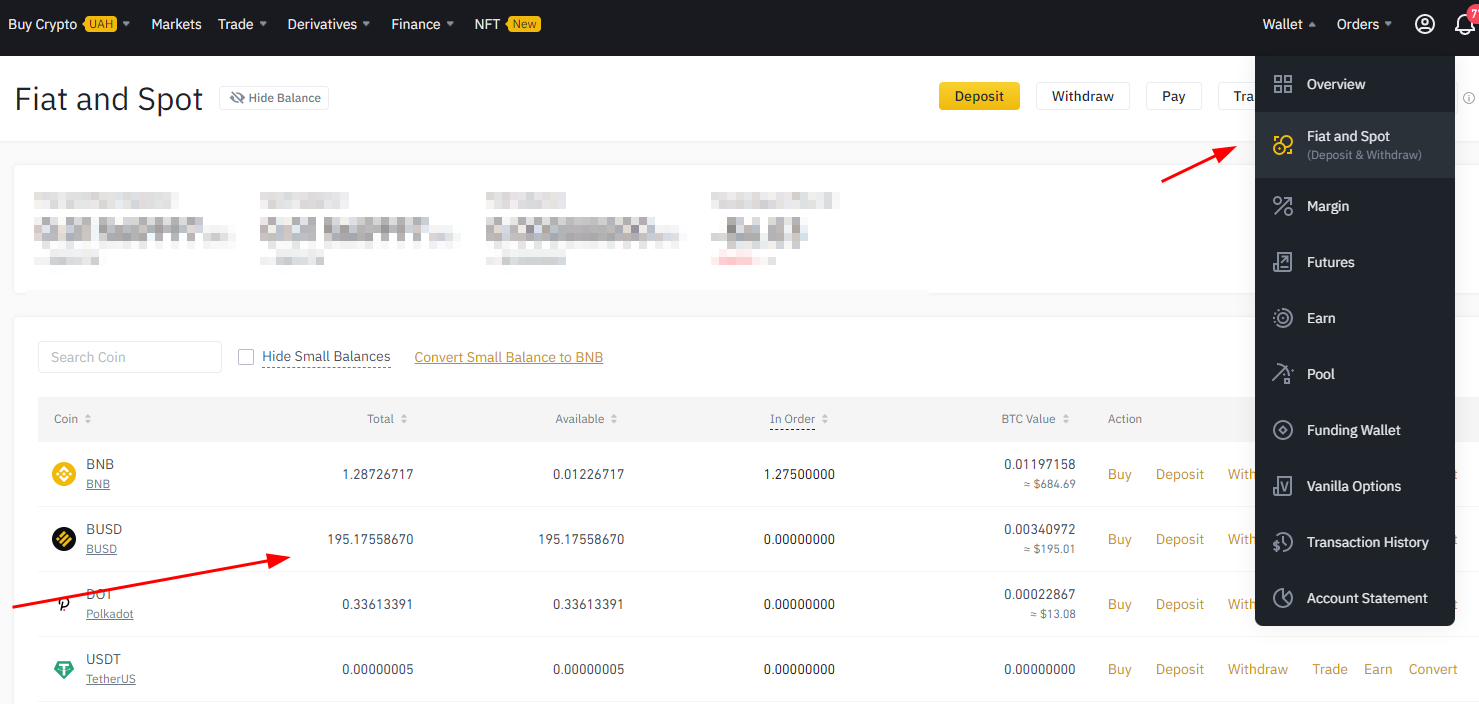 Buy Crypto UAH Markets Trade Derivatives Finance NFT New Wallet Orders
Fiat and Spot Hide Balance Deposit Withdraw Pay
Overview
Fiat and Spot
(Deposit & Withdraw)
Margin
Futures
Earn
Pool
Funding Wallet
Vanilla Options
Transaction History
Account Statement
Search Coin Hide Small Balances Convert Small Balance to BNB
Coin Total Available In Order BTC Value Action
BNB 1.28726717 0.01226717 1.27500000 0.01197158 Buy Deposit
BNB ≈ $684.69
BUSD 195.17558670 195.17558670 0.00000000 0.00340972 Buy Deposit
BUSD ≈ $195.01
DOT 0.33613391 0.33613391 0.00000000 0.00022867 Buy Deposit
Polkadot ≈ $13.08
USDT 0.00000005 0.00000005 0.00000000 0.00000000 Buy Deposit Withdraw Trade Earn Convert
TetherUS